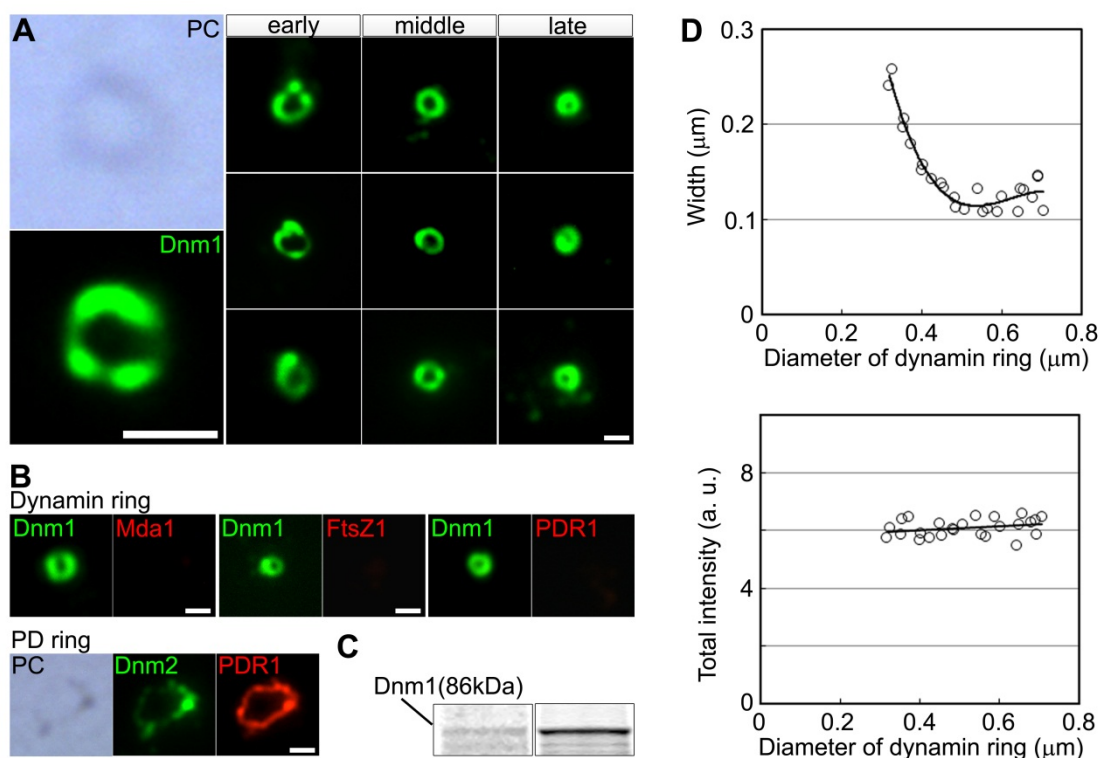 A
PC
early
middle
late
Dnm1
B
Dynamin ring
Dnm1
Mda1
Dnm1
FtsZ1
Dnm1
PDR1
PD ring
PC
Dnm2
PDR1
C
Dnm1(86kDa)
D
0.3
0.2
0.1
0
Width (μm)
0 0.2 0.4 0.6 0.8
Diameter of dynamin ring (μm)
8
4
0
Total intensity (a. u.)
0 0.2 0.4 0.6 0.8
Diameter of dynamin ring (μm)